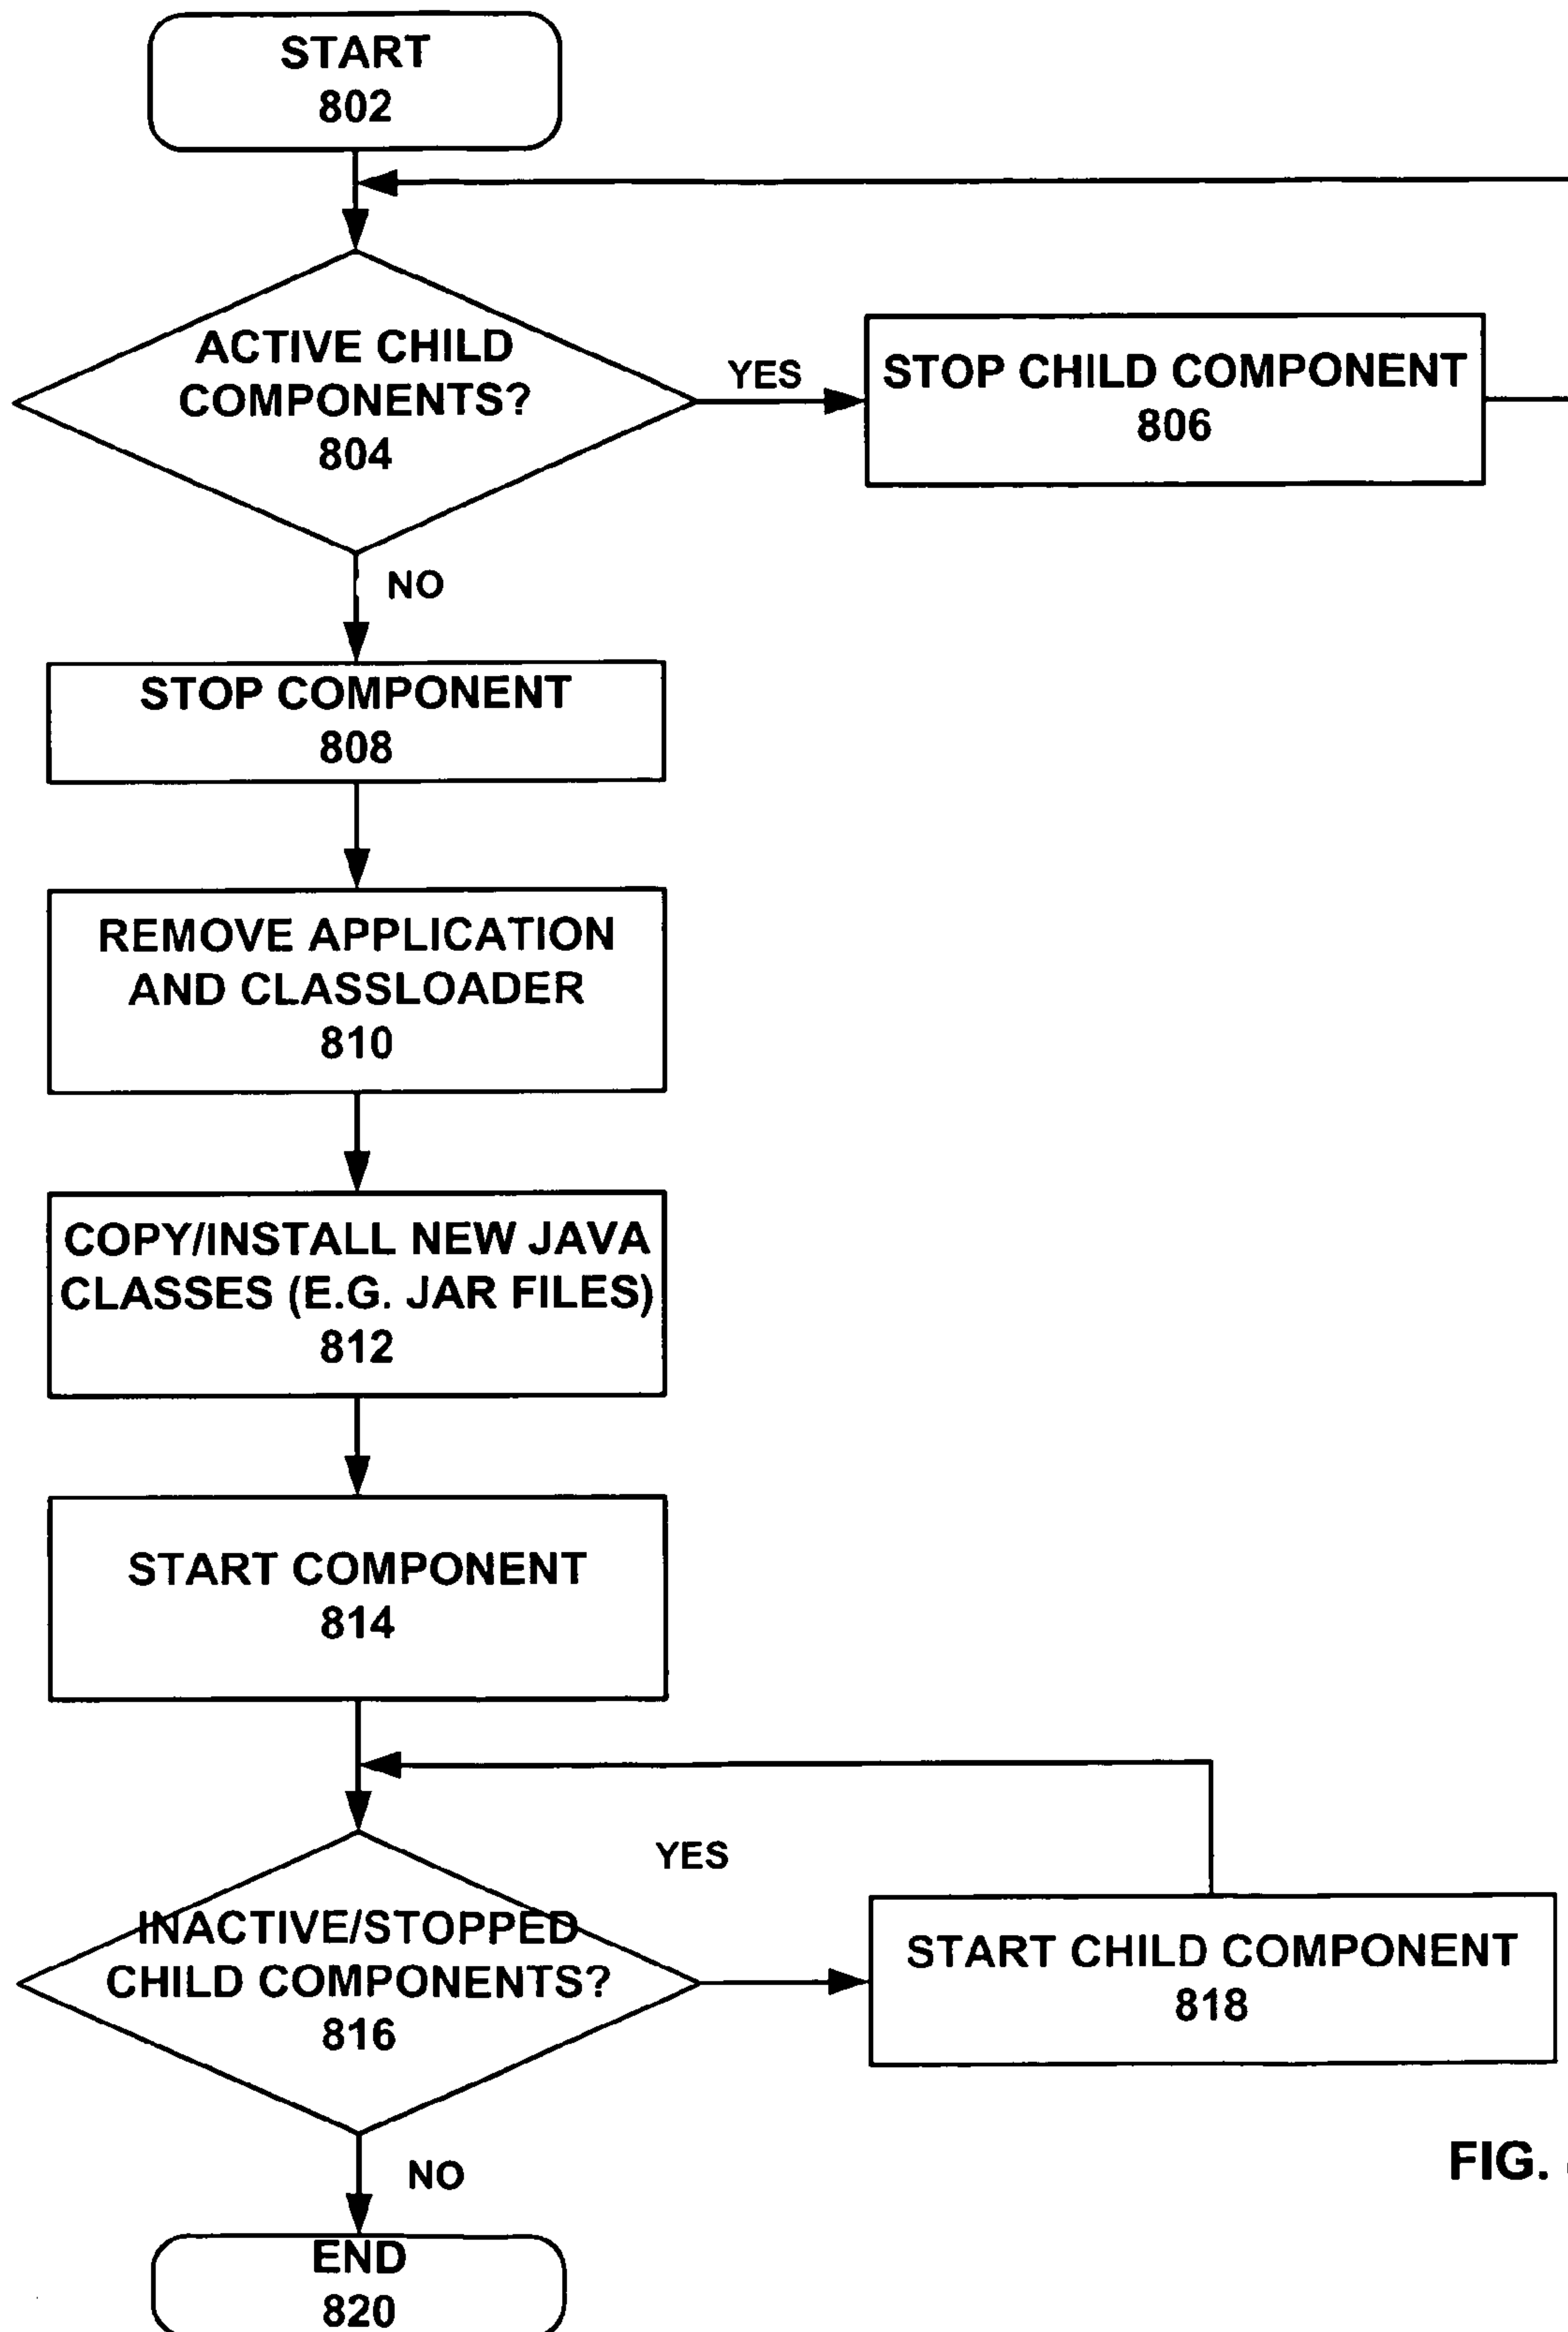 START
802
ACTIVE CHILD
COMPONENTS?
804
YES
STOP CHILD COMPONENT
806
NO
STOP COMPONENT
808
REMOVE APPLICATION
AND CLASSLOADER
810
COPY/INSTALL NEW JAVA
CLASSES (E.G. JAR FILES)
812
START COMPONENT
814
YES
INACTIVE/STOPPED
CHILD COMPONENTS?
816
START CHILD COMPONENT
818
NO
FIG.
END
820